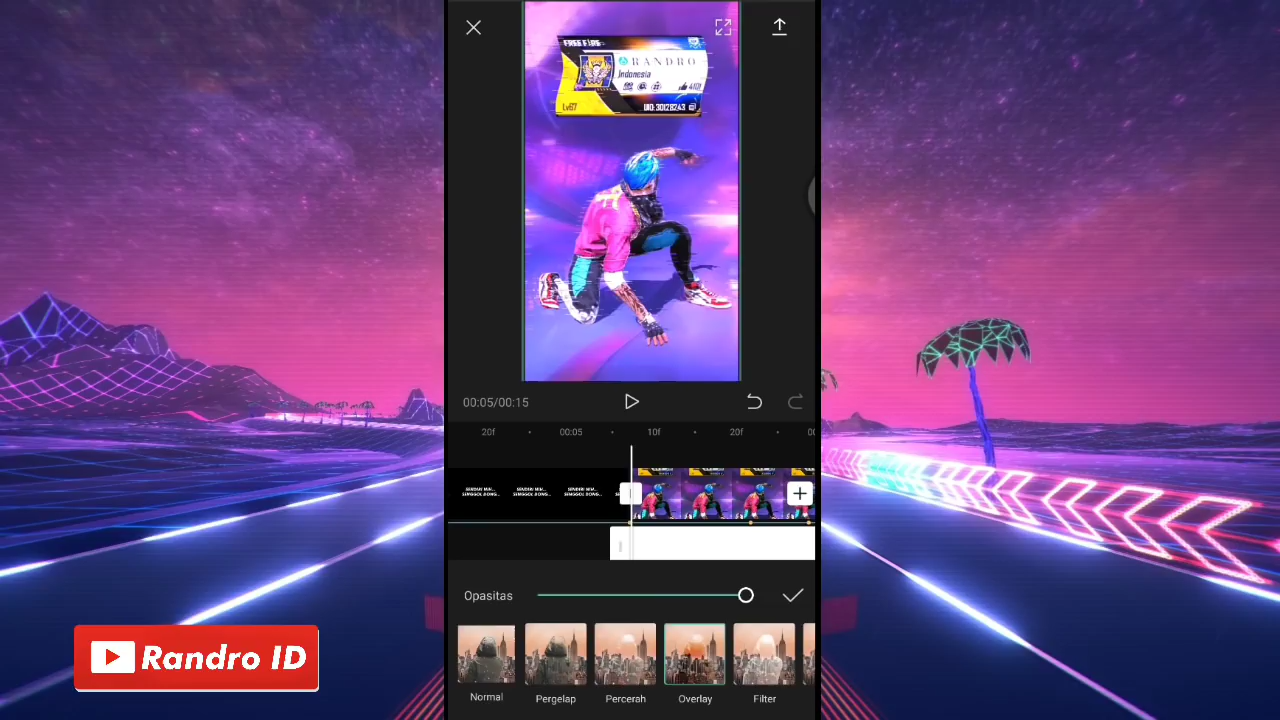 FREE FIRE
RANDRO
Indonesia
Lv67
UID: 30128243
00:05/00:15
20f
00:05
10f
20f
Opasitas
Normal
Pergelap
Percerah
Overlay
Filter
Randro ID